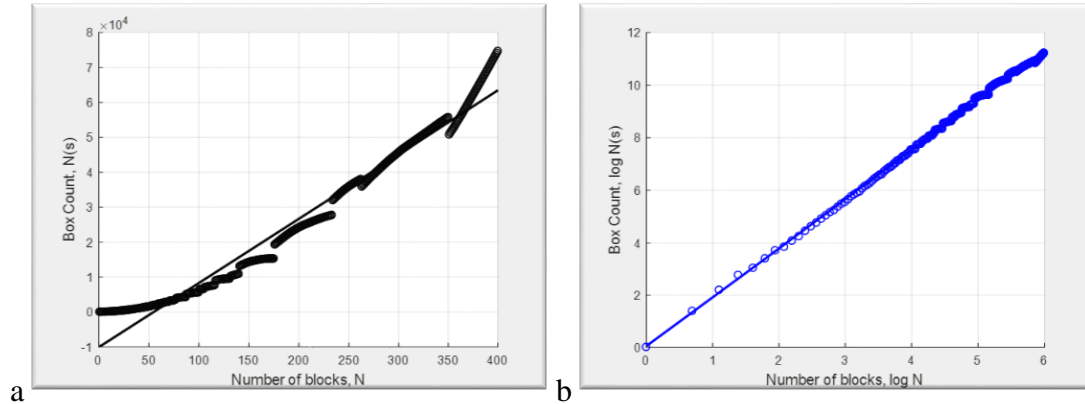 ×10⁴
8
7
6
5
4
3
2
1
0
-1
0 50 100 150 200 250 300 350 400
Box Count, N(s)
Number of blocks, N
a
12
10
8
6
4
2
0
0 1 2 3 4 5 6
Box Count, log N(s)
Number of blocks, log N
b